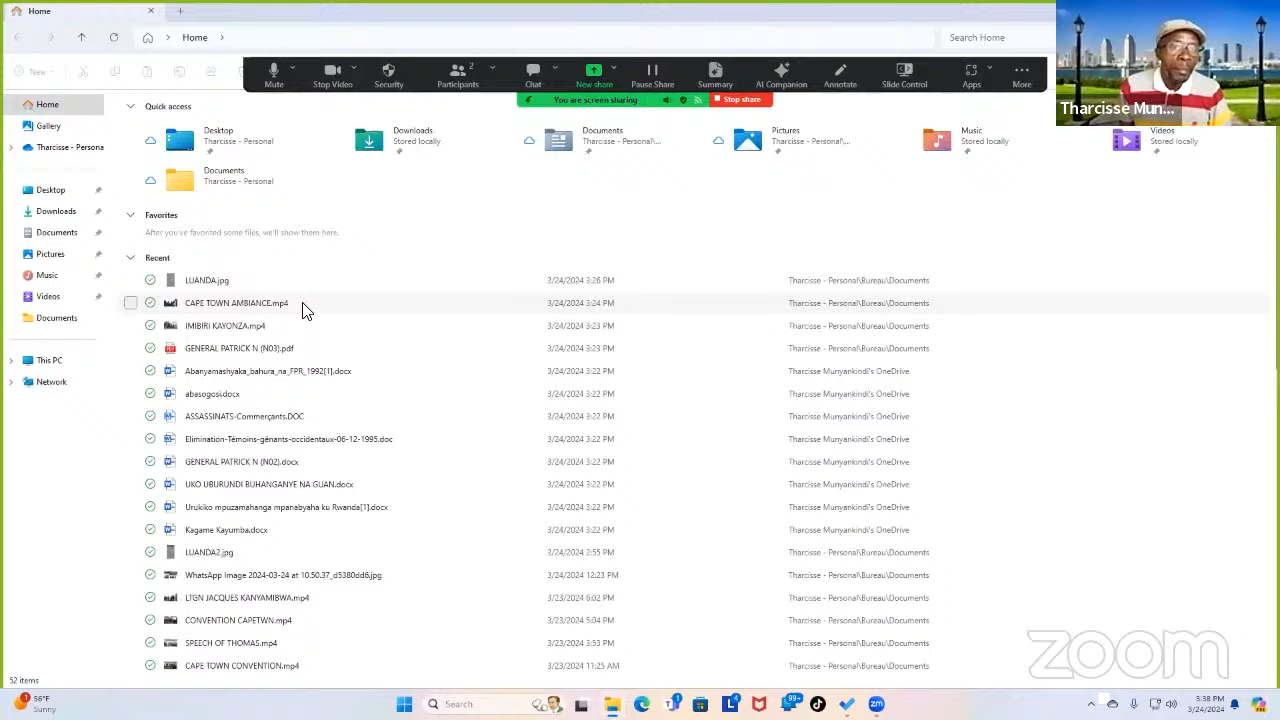 Home
Home
Search Home
New
Mute
Stop Video
Security
Participants
2
Chat
New share
Pause Share
Summary
AI Companion
Annotate
Slide Control
Apps
More
You are screen sharing
Stop share
Tharcisse Mun...
Home
Gallery
Tharcisse - Persona
Desktop
Downloads
Documents
Pictures
Music
Videos
Documents
This PC
Network
Quick access
Desktop
Tharcisse - Personal
Downloads
Stored locally
Documents
Tharcisse - Personal\...
Pictures
Tharcisse - Personal\...
Music
Stored locally
Videos
Stored locally
Documents
Tharcisse - Personal
Favorites
After you've favorited some files, we'll show them here.
Recent
LUANDA.jpg 3/24/2024 3:26 PM Tharcisse - Personal\Bureau\Documents
CAPE TOWN AMBIANCE.mp4 3/24/2024 3:24 PM Tharcisse - Personal\Bureau\Documents
IMIBIRI KAYONZA.mp4 3/24/2024 3:23 PM Tharcisse - Personal\Bureau\Documents
GENERAL PATRICK N (N03).pdf 3/24/2024 3:23 PM Tharcisse - Personal\Bureau\Documents
Abanyamashyaka_bahura_na_FPR_1992[1].docx 3/24/2024 3:22 PM Tharcisse Munyankindi's OneDrive
abasogosi.docx 3/24/2024 3:22 PM Tharcisse Munyankindi's OneDrive
ASSASSINATS-Commerçants.DOC 3/24/2024 3:22 PM Tharcisse Munyankindi's OneDrive
Elimination-Témoins-gênants-occidentaux-06-12-1995.doc 3/24/2024 3:22 PM Tharcisse Munyankindi's OneDrive
GENERAL PATRICK N (N02).docx 3/24/2024 3:22 PM Tharcisse Munyankindi's OneDrive
UKO UBURUNDI BUHANGANYE NA GUAN.docx 3/24/2024 3:22 PM Tharcisse Munyankindi's OneDrive
Urukiko mpuzamahanga mpanabyaha ku Rwanda[1].docx 3/24/2024 3:22 PM Tharcisse Munyankindi's OneDrive
Kagame Kayumba.docx 3/24/2024 3:22 PM Tharcisse Munyankindi's OneDrive
LUANDA2.jpg 3/24/2024 2:55 PM Tharcisse - Personal\Bureau\Documents
WhatsApp Image 2024-03-24 at 10.50.37_d5380dd6.jpg 3/24/2024 12:23 PM Tharcisse - Personal\Bureau\Documents
LTGN JACQUES KANYAMIBWA.mp4 3/23/2024 6:02 PM Tharcisse - Personal\Bureau\Documents
CONVENTION CAPETWN.mp4 3/23/2024 5:04 PM Tharcisse - Personal\Bureau\Documents
SPEECH OF THOMAS.mp4 3/23/2024 3:53 PM Tharcisse - Personal\Bureau\Documents
CAPE TOWN CONVENTION.mp4 3/23/2024 11:25 AM Tharcisse - Personal\Bureau\Documents
zoom
52 items
1
56°F
Sunny
Search
1
4
99+
zm
3:38 PM
3/24/2024